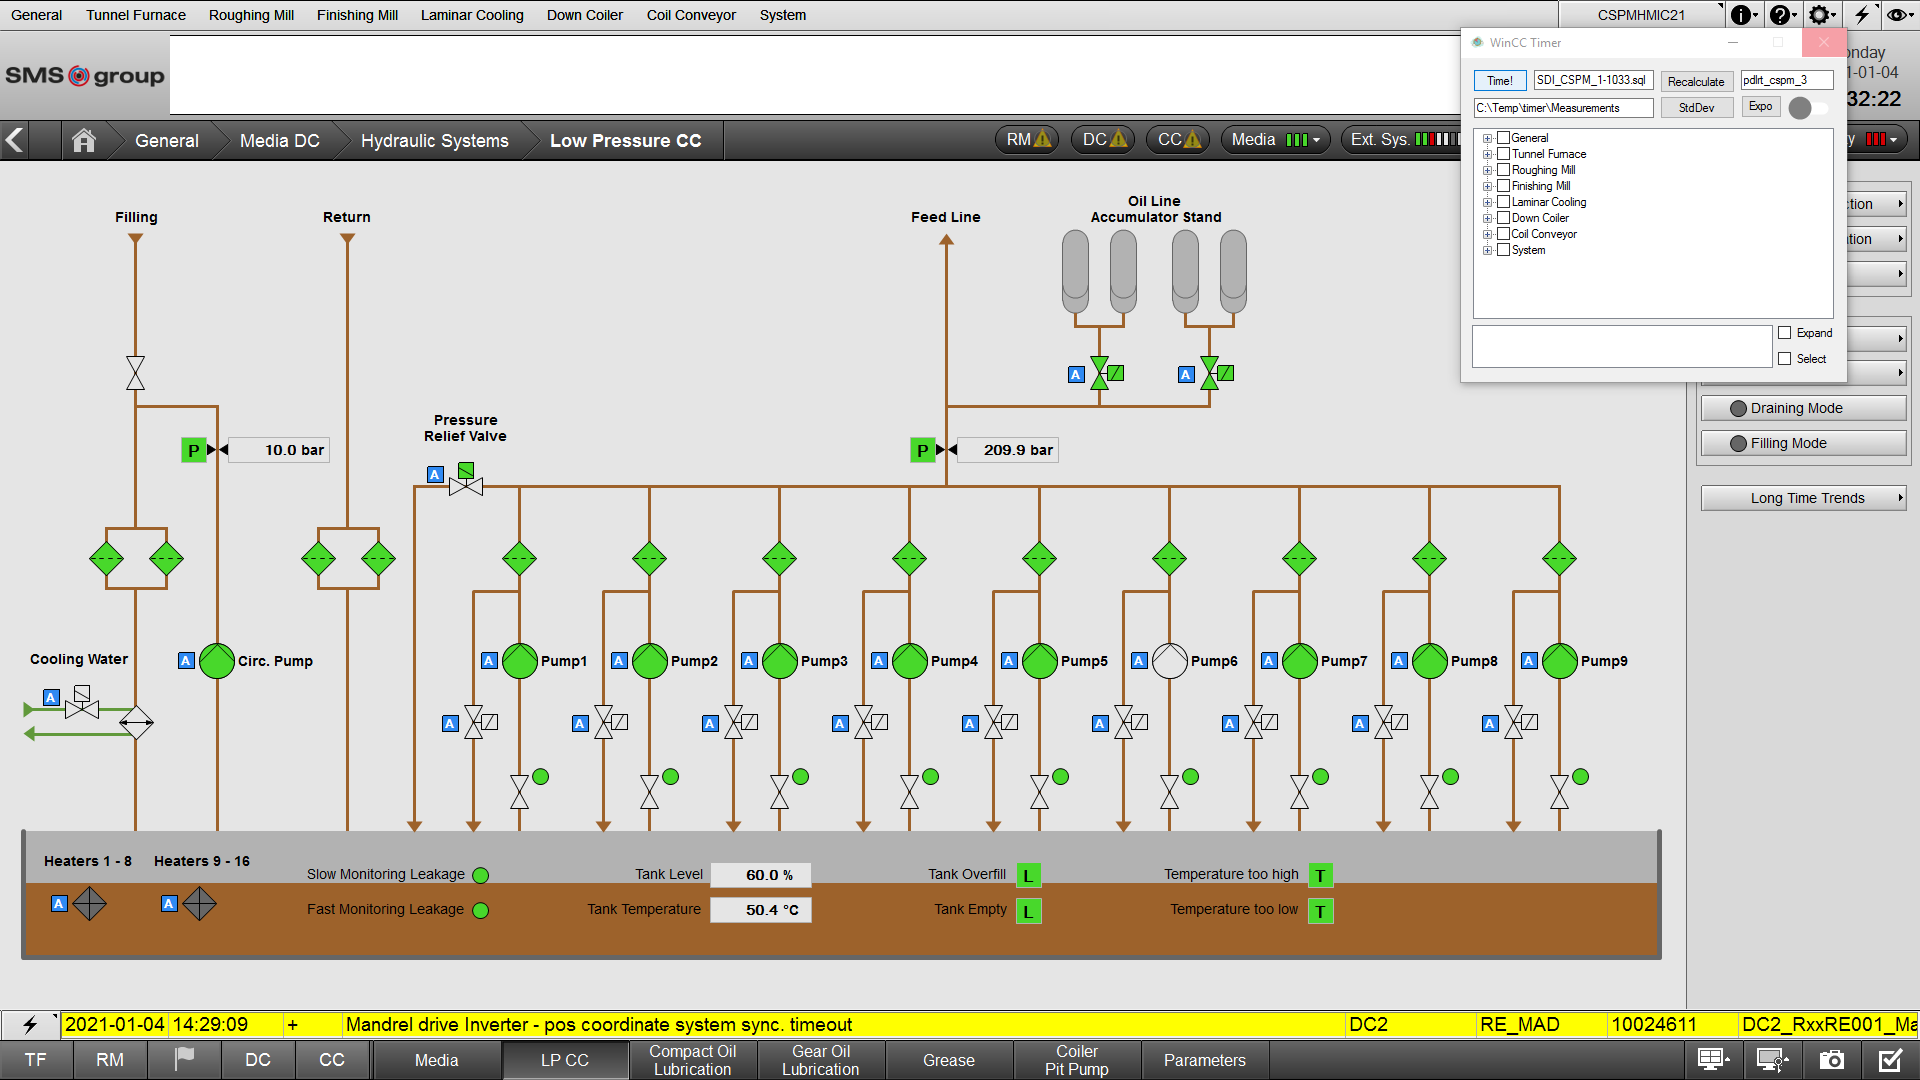 General Tunnel Furnace Roughing Mill Finishing Mill Laminar Cooling Down Coiler Coil Conveyor System CSPMHMIC21
SMS group
WinCC Timer
Time! SDI_CSPM_1-1033.sql Recalculate pdlrt_cspm_3
C:\Temp\timer\Measurements StdDev Expo
General
Tunnel Furnace
Roughing Mill
Finishing Mill
Laminar Cooling
Down Coiler
Coil Conveyor
System
Expand
Select
onday
1-01-04
32:22
General Media DC Hydraulic Systems Low Pressure CC RM DC CC Media Ext. Sys. y
ction
ation
Draining Mode
Filling Mode
Long Time Trends
Filling Return Feed Line
Oil Line
Accumulator Stand
A A
Pressure
Relief Valve
P 10.0 bar
P 209.9 bar
A
Cooling Water
A
A Circ. Pump A Pump1 A Pump2 A Pump3 A Pump4 A Pump5 A Pump6 A Pump7 A Pump8 A Pump9
A A A A A A A A A
Heaters 1 - 8 Heaters 9 - 16
A A
Slow Monitoring Leakage Tank Level 60.0 % Tank Overfill L Temperature too high T
Fast Monitoring Leakage Tank Temperature 50.4 °C Tank Empty L Temperature too low T
2021-01-04 14:29:09 + Mandrel drive Inverter - pos coordinate system sync. timeout DC2 RE_MAD 10024611 DC2_RxxRE001_Ma
TF RM DC CC Media LP CC Compact Oil Lubrication Gear Oil Lubrication Grease Coiler Pit Pump Parameters